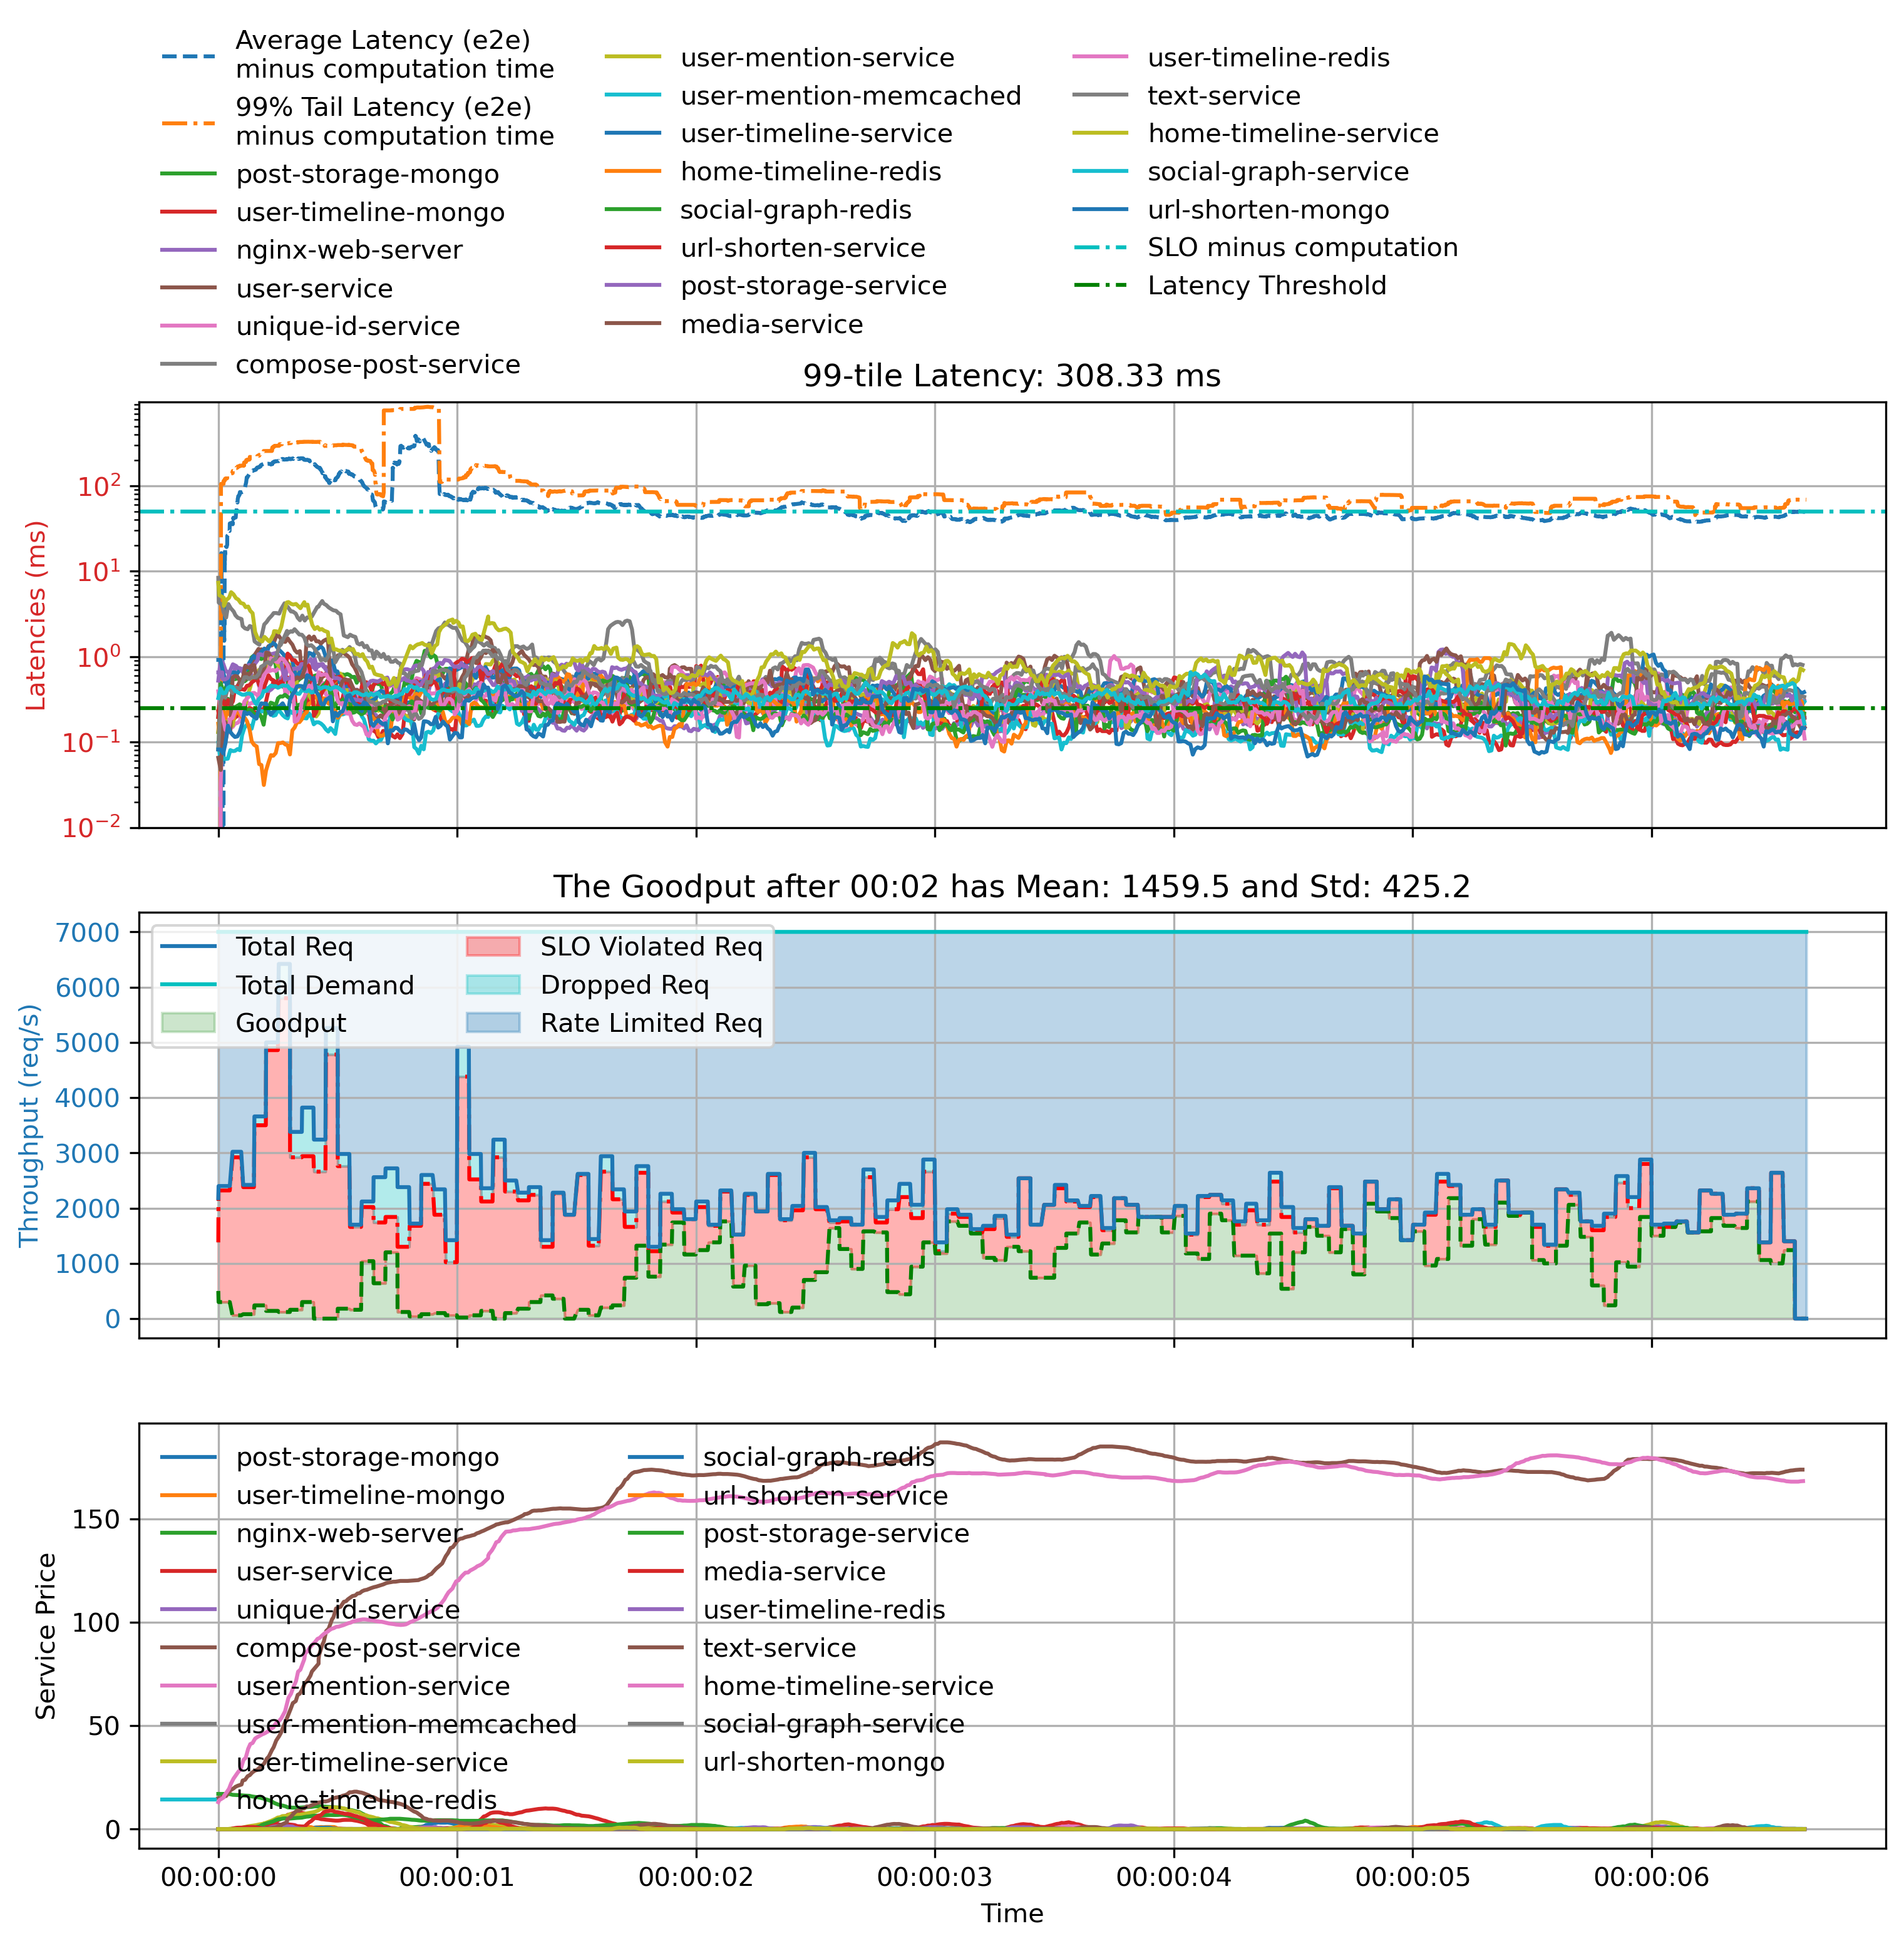 Average Latency (e2e)
minus computation time
99% Tail Latency (e2e)
minus computation time
post-storage-mongo
user-timeline-mongo
nginx-web-server
user-service
unique-id-service
compose-post-service
user-mention-service
user-mention-memcached
user-timeline-service
home-timeline-redis
social-graph-redis
url-shorten-service
post-storage-service
media-service
user-timeline-redis
text-service
home-timeline-service
social-graph-service
url-shorten-mongo
SLO minus computation
Latency Threshold
99-tile Latency: 308.33 ms
Latencies (ms)
10²
10¹
10⁰
10⁻¹
10⁻²
The Goodput after 00:02 has Mean: 1459.5 and Std: 425.2
Throughput (req/s)
7000
6000
5000
4000
3000
2000
1000
0
Total Req
Total Demand
Goodput
SLO Violated Req
Dropped Req
Rate Limited Req
Service Price
150
100
50
0
post-storage-mongo
user-timeline-mongo
nginx-web-server
user-service
unique-id-service
compose-post-service
user-mention-service
user-mention-memcached
user-timeline-service
home-timeline-redis
social-graph-redis
url-shorten-service
post-storage-service
media-service
user-timeline-redis
text-service
home-timeline-service
social-graph-service
url-shorten-mongo
00:00:00 00:00:01 00:00:02 00:00:03 00:00:04 00:00:05 00:00:06
Time